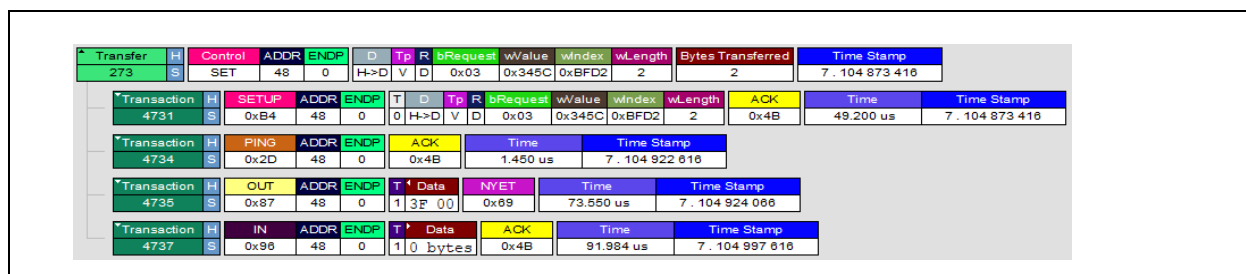 Transfer H Control ADDR ENDP D Tp R bRequest wValue wIndex wLength Bytes Transferred Time Stamp
273 S SET 48 0 H->D V D 0x03 0x345C 0xBFD2 2 2 7 . 104 873 416
Transaction H SETUP ADDR ENDP T D Tp R bRequest wValue wIndex wLength ACK Time Time Stamp
4731 S 0xB4 48 0 0 H->D V D 0x03 0x345C 0xBFD2 2 0x4B 49.200 us 7 . 104 873 416
Transaction H PING ADDR ENDP ACK Time Time Stamp
4734 S 0x2D 48 0 0x4B 1.450 us 7 . 104 922 616
Transaction H OUT ADDR ENDP T Data NYET Time Time Stamp
4735 S 0x87 48 0 1 3F 00 0x69 73.550 us 7 . 104 924 066
Transaction H IN ADDR ENDP T Data ACK Time Time Stamp
4737 S 0x96 48 0 1 0 bytes 0x4B 91.984 us 7 . 104 997 616